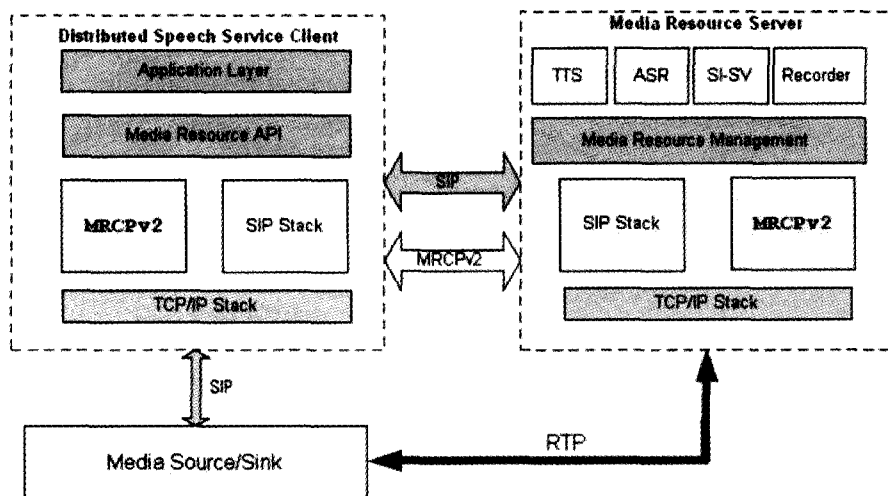 Distributed Speech Service Client
Application Layer
Media Resource API
MRCPv2
SIP Stack
TCP/IP Stack
Media Resource Server
TTS
ASR
SI-SV
Recorder
Media Resource Management
SIP Stack
MRCPv2
TCP/IP Stack
SIP
MRCPv2
SIP
Media Source/Sink
RTP